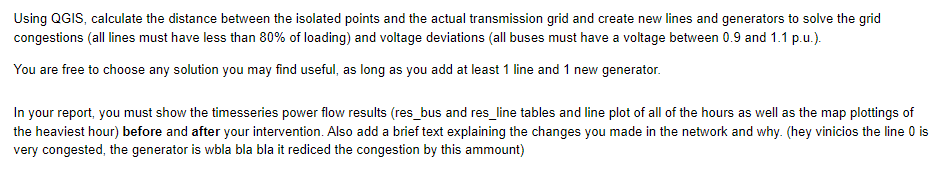 Using QGIS, calculate the distance between the isolated points and the actual transmission grid and create new lines and generators to solve the grid
congestions (all lines must have less than 80% of loading) and voltage deviations (all buses must have a voltage between 0.9 and 1.1 p.u.).
You are free to choose any solution you may find useful, as long as you add at least 1 line and 1 new generator.
In your report, you must show the timesseries power flow results (res_bus and res_line tables and line plot of all of the hours as well as the map plottings of
the heaviest hour) before and after your intervention. Also add a brief text explaining the changes you made in the network and why. (hey vinicios the line 0 is
very congested, the generator is wbla bla bla it rediced the congestion by this ammount)